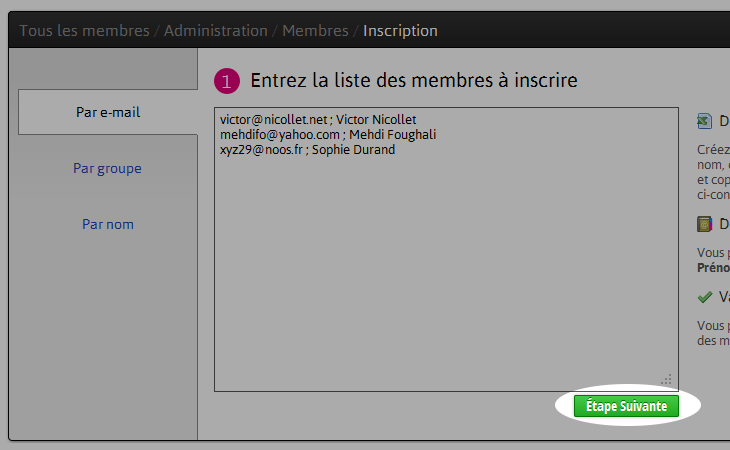 Tous les membres / Administration / Membres / Inscription
Par e-mail
Par groupe
Par nom
1 Entrez la liste des membres à inscrire
victor@nicollet.net ; Victor Nicollet
mehdifo@yahoo.com ; Mehdi Foughali
xyz29@noos.fr ; Sophie Durand
Étape Suivante
D
Créez
nom,
et cop
ci-con
D
Vous p
Préno
Va
Vous p
des m